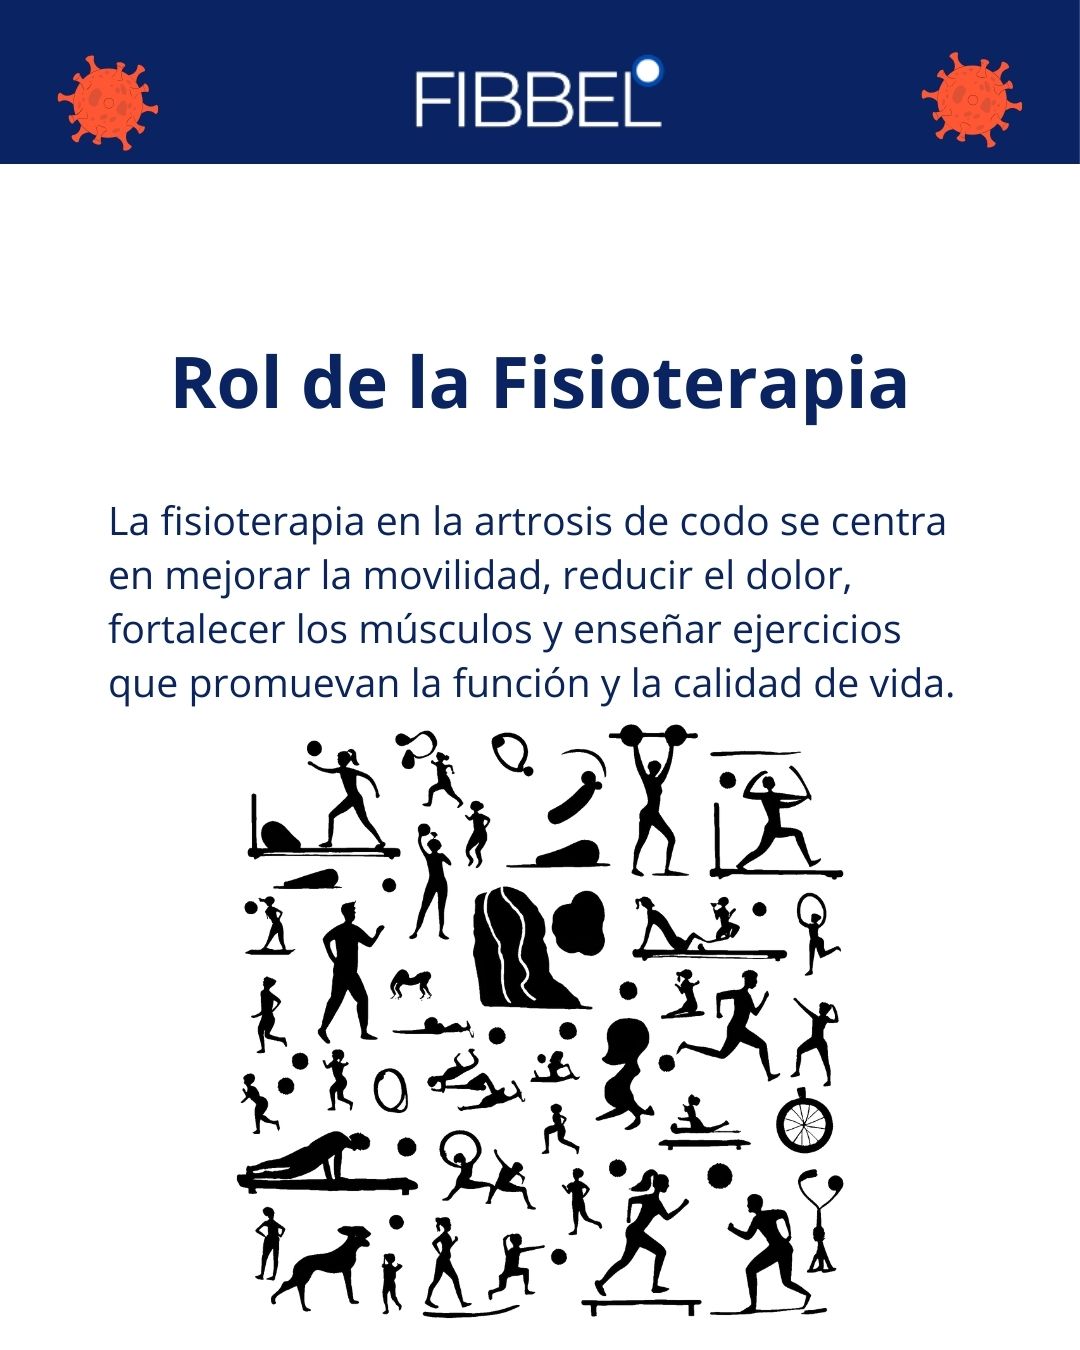 FIBBEL
Rol de la Fisioterapia
La fisioterapia en la artrosis de codo se centra
en mejorar la movilidad, reducir el dolor,
fortalecer los músculos y enseñar ejercicios
que promuevan la función y la calidad de vida.